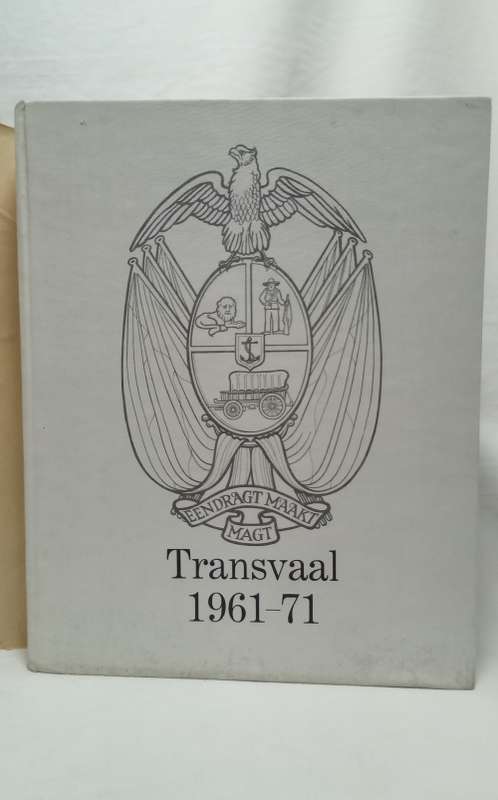 EENDRAGT MAAKT
MAGT
Transvaal
1961–71